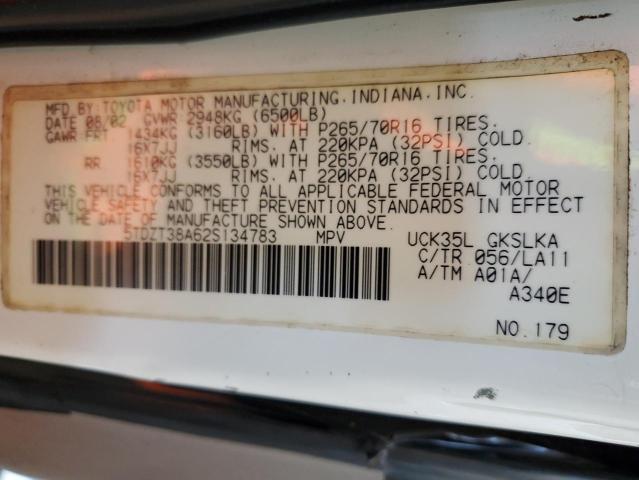 MFD.BY:TOYOTA MOTOR MANUFACTURING.INDIANA.INC.
DATE 08/02 GVWR 2948KG (6500LB)
GAWR FRT 1434KG (3160LB) WITH P265/70R16 TIRES.
16X7JJ RIMS. AT 220KPA (32PSI) COLD.
RR 1610KG (3550LB) WITH P265/70R16 TIRES.
16X7JJ RIMS. AT 220KPA (32PSI) COLD.
THIS VEHICLE CONFORMS TO ALL APPLICABLE FEDERAL MOTOR
VEHICLE SAFETY AND THEFT PREVENTION STANDARDS IN EFFECT
ON THE DATE OF MANUFACTURE SHOWN ABOVE.
5TDZT38A62S134783 MPV UCK35L GKSLKA
C/TR 056/LA11
A/TM A01A/
A340E
NO.179